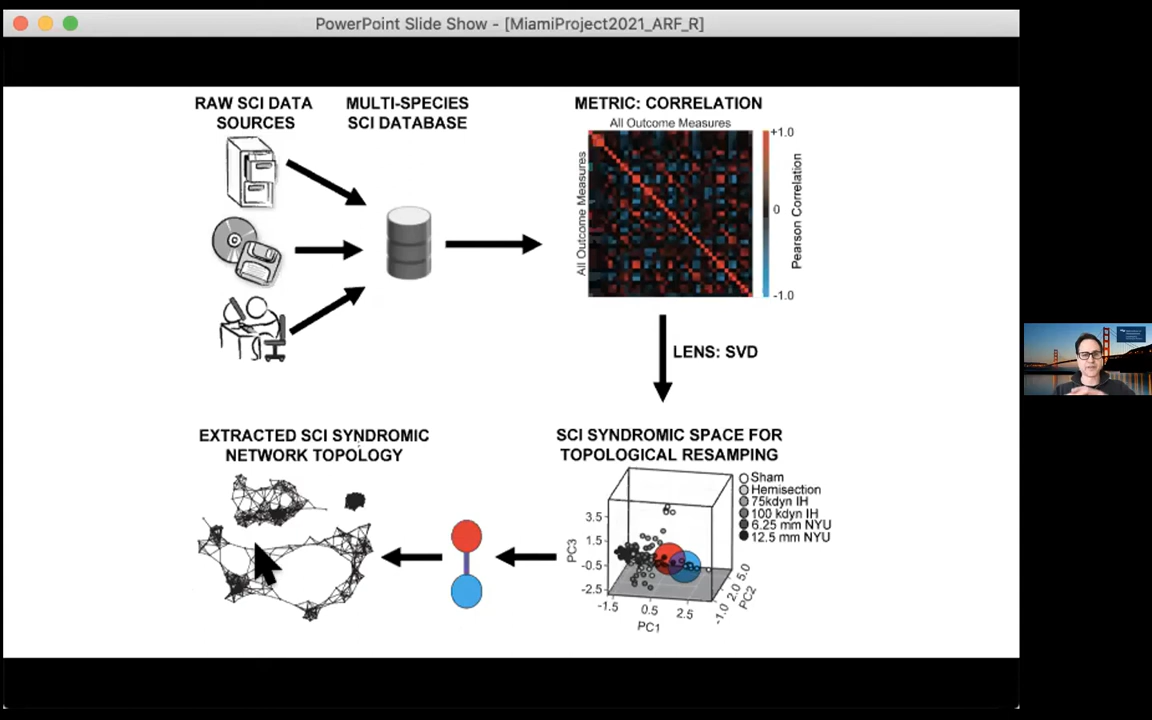 PowerPoint Slide Show - [MiamiProject2021_ARF_R]
RAW SCI DATA
SOURCES
MULTI-SPECIES
SCI DATABASE
METRIC: CORRELATION
All Outcome Measures
All Outcome Measures
+1.0
0
-1.0
Pearson Correlation
LENS: SVD
EXTRACTED SCI SYNDROMIC
NETWORK TOPOLOGY
SCI SYNDROMIC SPACE FOR
TOPOLOGICAL RESAMPING
Sham
Hemisection
75kdyn IH
100 kdyn IH
6.25 mm NYU
12.5 mm NYU
PC3
3.5
1.5
-0.5
-2.5
-1.5
0.5
2.5
PC1
-1.0
2.0
5.0
PC2